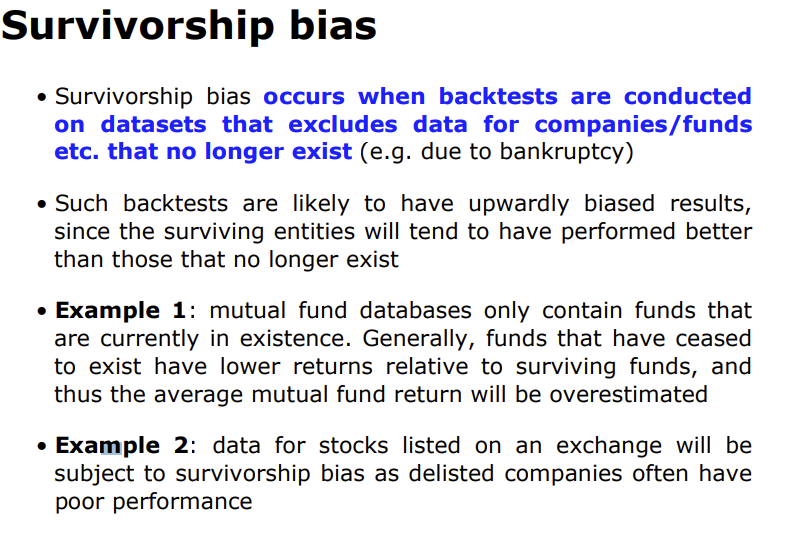 Survivorship bias
• Survivorship bias occurs when backtests are conducted
on datasets that excludes data for companies/funds
etc. that no longer exist (e.g. due to bankruptcy)
• Such backtests are likely to have upwardly biased results,
since the surviving entities will tend to have performed better
than those that no longer exist
• Example 1: mutual fund databases only contain funds that
are currently in existence. Generally, funds that have ceased
to exist have lower returns relative to surviving funds, and
thus the average mutual fund return will be overestimated
• Example 2: data for stocks listed on an exchange will be
subject to survivorship bias as delisted companies often have
poor performance